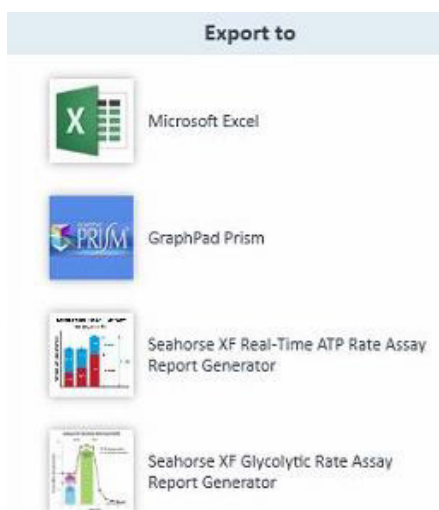 Export to
X
Microsoft Excel
PRISM
GraphPad Prism
Seahorse XF Real-Time ATP Rate Assay
Report Generator
Seahorse XF Glycolytic Rate Assay
Report Generator